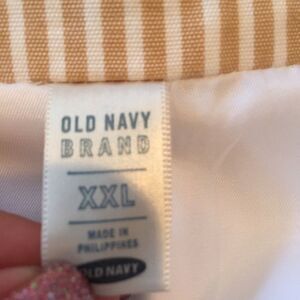 OLD NAVY
BRAND
XXL
MADE IN
PHILIPPINES
OLD NAVY